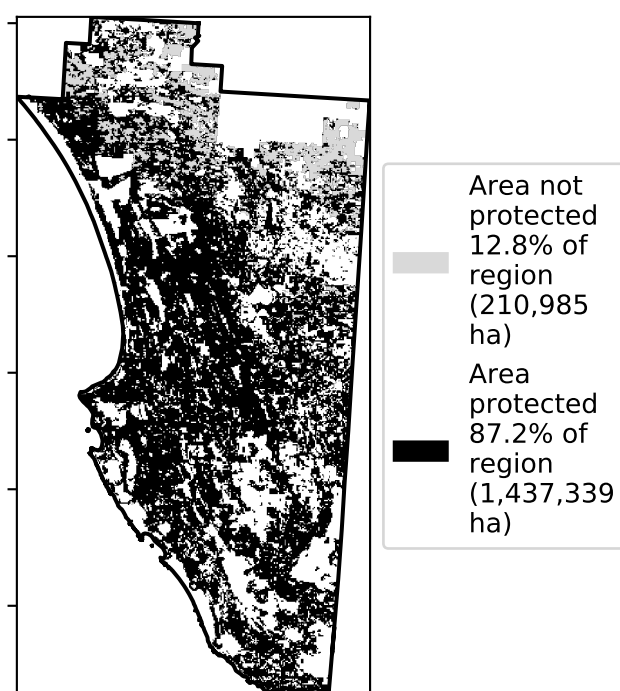 Area not
protected
12.8% of
region
(210,985
ha)
Area
protected
87.2% of
region
(1,437,339
ha)